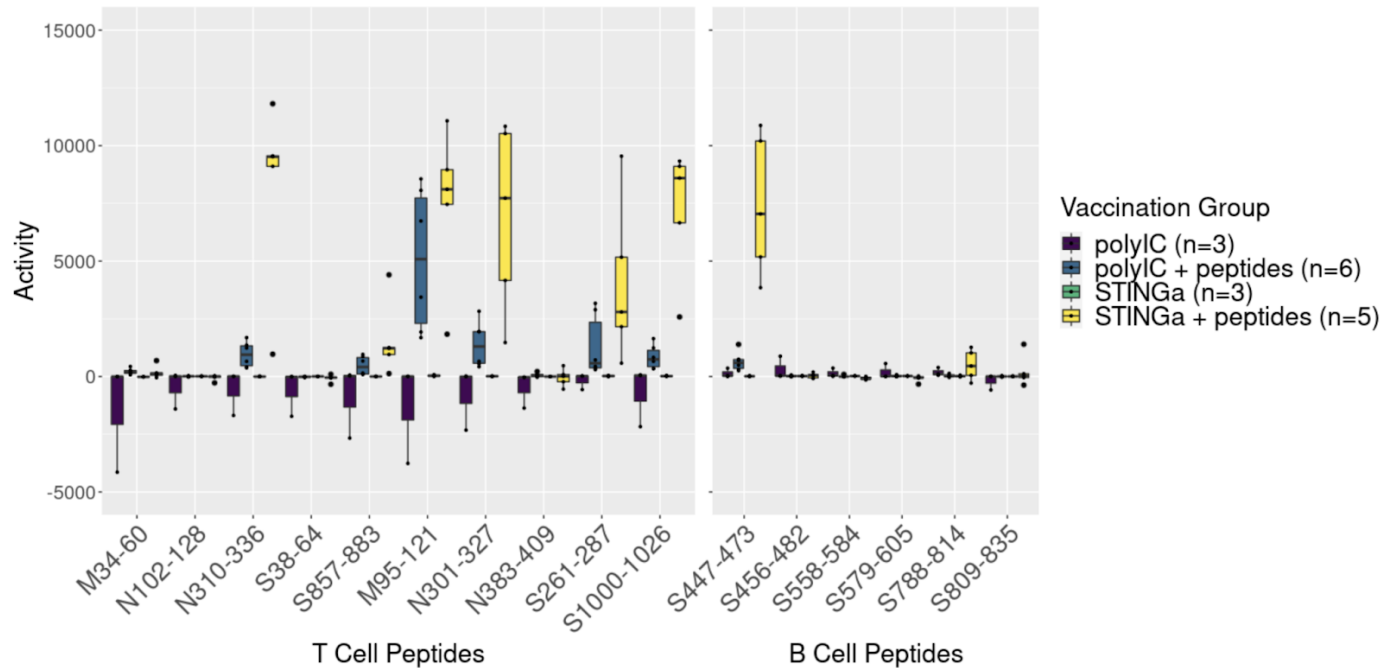 Activity
15000
10000
5000
0
-5000
M34-60
N102-128
N310-336
S38-64
S857-883
M95-121
N301-327
N383-409
S261-287
S1000-1026
T Cell Peptides
S447-473
S456-482
S558-584
S579-605
S788-814
S809-835
B Cell Peptides
Vaccination Group
polyIC (n=3)
polyIC + peptides (n=6)
STINGa (n=3)
STINGa + peptides (n=5)